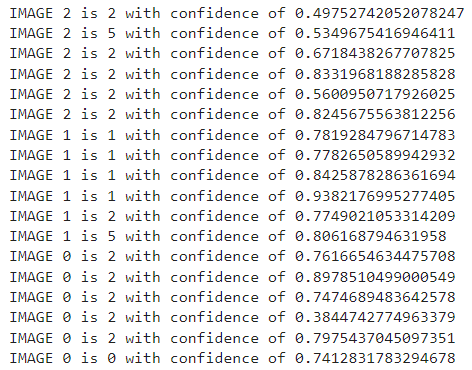 IMAGE 2 is 2 with confidence of 0.49752742052078247
IMAGE 2 is 5 with confidence of 0.5349675416946411
IMAGE 2 is 2 with confidence of 0.6718438267707825
IMAGE 2 is 2 with confidence of 0.8331968188285828
IMAGE 2 is 2 with confidence of 0.5600950717926025
IMAGE 2 is 2 with confidence of 0.8245675563812256
IMAGE 1 is 1 with confidence of 0.7819284796714783
IMAGE 1 is 1 with confidence of 0.7782650589942932
IMAGE 1 is 1 with confidence of 0.8425878286361694
IMAGE 1 is 1 with confidence of 0.9382176995277405
IMAGE 1 is 2 with confidence of 0.7749021053314209
IMAGE 1 is 5 with confidence of 0.806168794631958
IMAGE 0 is 2 with confidence of 0.7616654634475708
IMAGE 0 is 2 with confidence of 0.8978510499000549
IMAGE 0 is 2 with confidence of 0.7474689483642578
IMAGE 0 is 2 with confidence of 0.3844742774963379
IMAGE 0 is 2 with confidence of 0.7975437045097351
IMAGE 0 is 0 with confidence of 0.7412831783294678